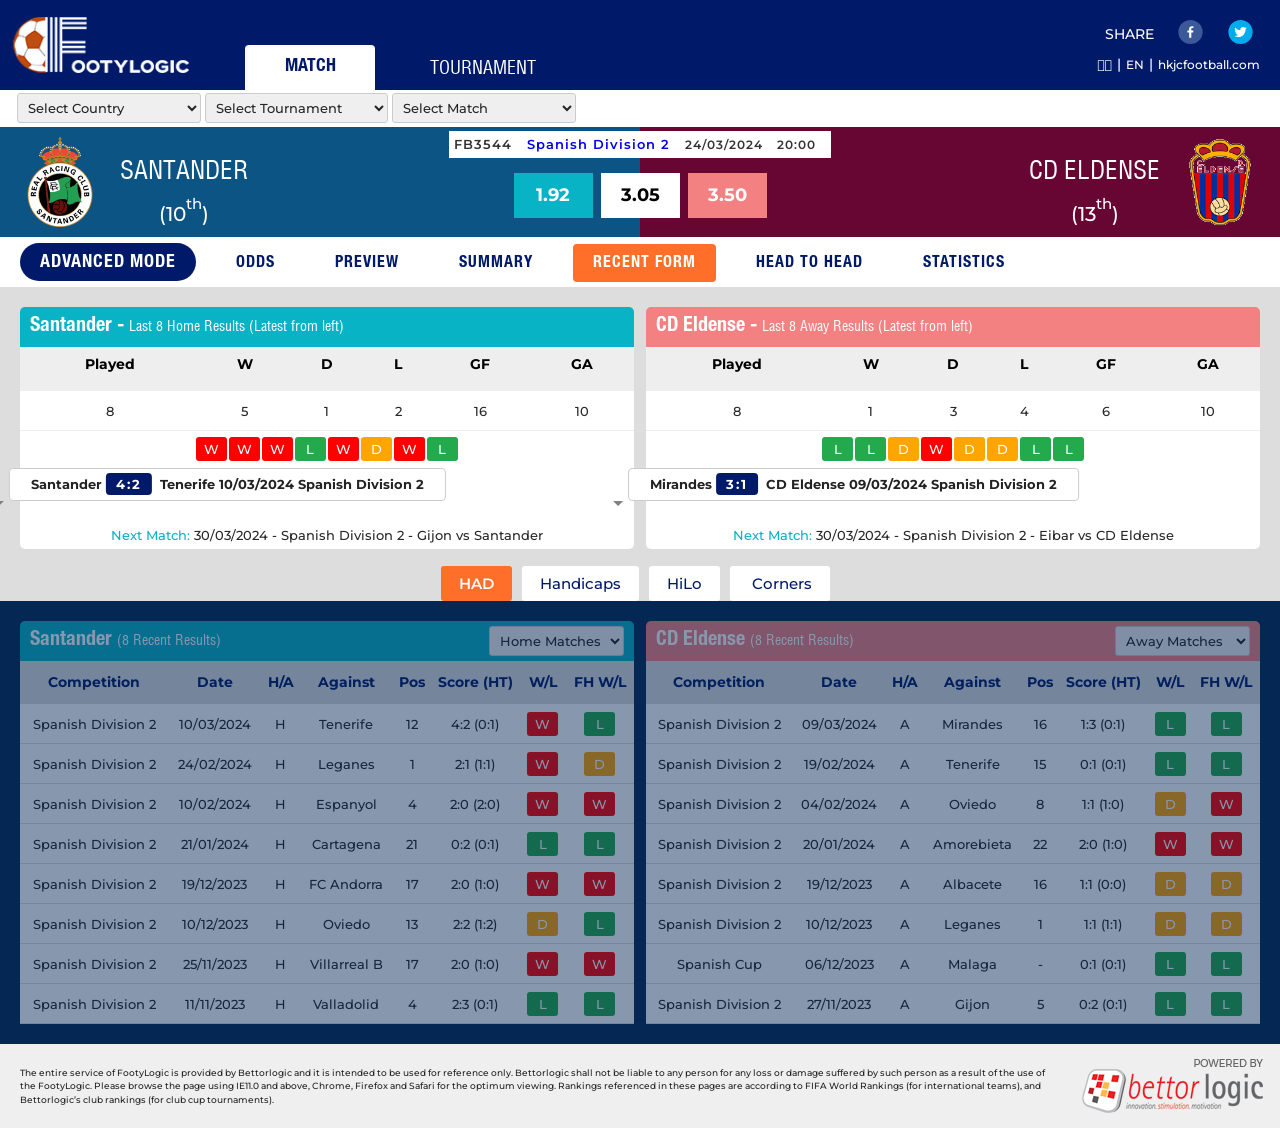 FOOTYLOGIC
MATCH
TOURNAMENT
SHARE
| EN | hkjcfootball.com
Select Country Select Tournament Select Match
FB3544 Spanish Division 2 24/03/2024 20:00
SANTANDER
(10th)
1.92 3.05 3.50
CD ELDENSE
(13th)
ADVANCED MODE ODDS PREVIEW SUMMARY RECENT FORM HEAD TO HEAD STATISTICS
Santander - Last 8 Home Results (Latest from left)
Played W D L GF GA
8 5 1 2 16 10
W W W L W D W L
Santander 4:2 Tenerife 10/03/2024 Spanish Division 2
Next Match: 30/03/2024 - Spanish Division 2 - Gijon vs Santander
CD Eldense - Last 8 Away Results (Latest from left)
Played W D L GF GA
8 1 3 4 6 10
L L D W D D L L
Mirandes 3:1 CD Eldense 09/03/2024 Spanish Division 2
Next Match: 30/03/2024 - Spanish Division 2 - Eibar vs CD Eldense
HAD Handicaps HiLo Corners
Santander (8 Recent Results) Home Matches
Competition Date H/A Against Pos Score (HT) W/L FH W/L
Spanish Division 2 10/03/2024 H Tenerife 12 4:2 (0:1) W L
Spanish Division 2 24/02/2024 H Leganes 1 2:1 (1:1) W D
Spanish Division 2 10/02/2024 H Espanyol 4 2:0 (2:0) W W
Spanish Division 2 21/01/2024 H Cartagena 21 0:2 (0:1) L L
Spanish Division 2 19/12/2023 H FC Andorra 17 2:0 (1:0) W W
Spanish Division 2 10/12/2023 H Oviedo 13 2:2 (1:2) D L
Spanish Division 2 25/11/2023 H Villarreal B 17 2:0 (1:0) W W
Spanish Division 2 11/11/2023 H Valladolid 4 2:3 (0:1) L L
CD Eldense (8 Recent Results) Away Matches
Competition Date H/A Against Pos Score (HT) W/L FH W/L
Spanish Division 2 09/03/2024 A Mirandes 16 1:3 (0:1) L L
Spanish Division 2 19/02/2024 A Tenerife 15 0:1 (0:1) L L
Spanish Division 2 04/02/2024 A Oviedo 8 1:1 (1:0) D W
Spanish Division 2 20/01/2024 A Amorebieta 22 2:0 (1:0) W W
Spanish Division 2 19/12/2023 A Albacete 16 1:1 (0:0) D D
Spanish Division 2 10/12/2023 A Leganes 1 1:1 (1:1) D D
Spanish Cup 06/12/2023 A Malaga - 0:1 (0:1) L L
Spanish Division 2 27/11/2023 A Gijon 5 0:2 (0:1) L L
The entire service of FootyLogic is provided by Bettorlogic and it is intended to be used for reference only. Bettorlogic shall not be liable to any person for any loss or damage suffered by such person as a result of the use of
the FootyLogic. Please browse the page using IE11.0 and above, Chrome, Firefox and Safari for the optimum viewing. Rankings referenced in these pages are according to FIFA World Rankings (for international teams), and
Bettorlogic's club rankings (for club cup tournaments).
POWERED BY
bettorlogic
innovation.stimulation.motivation